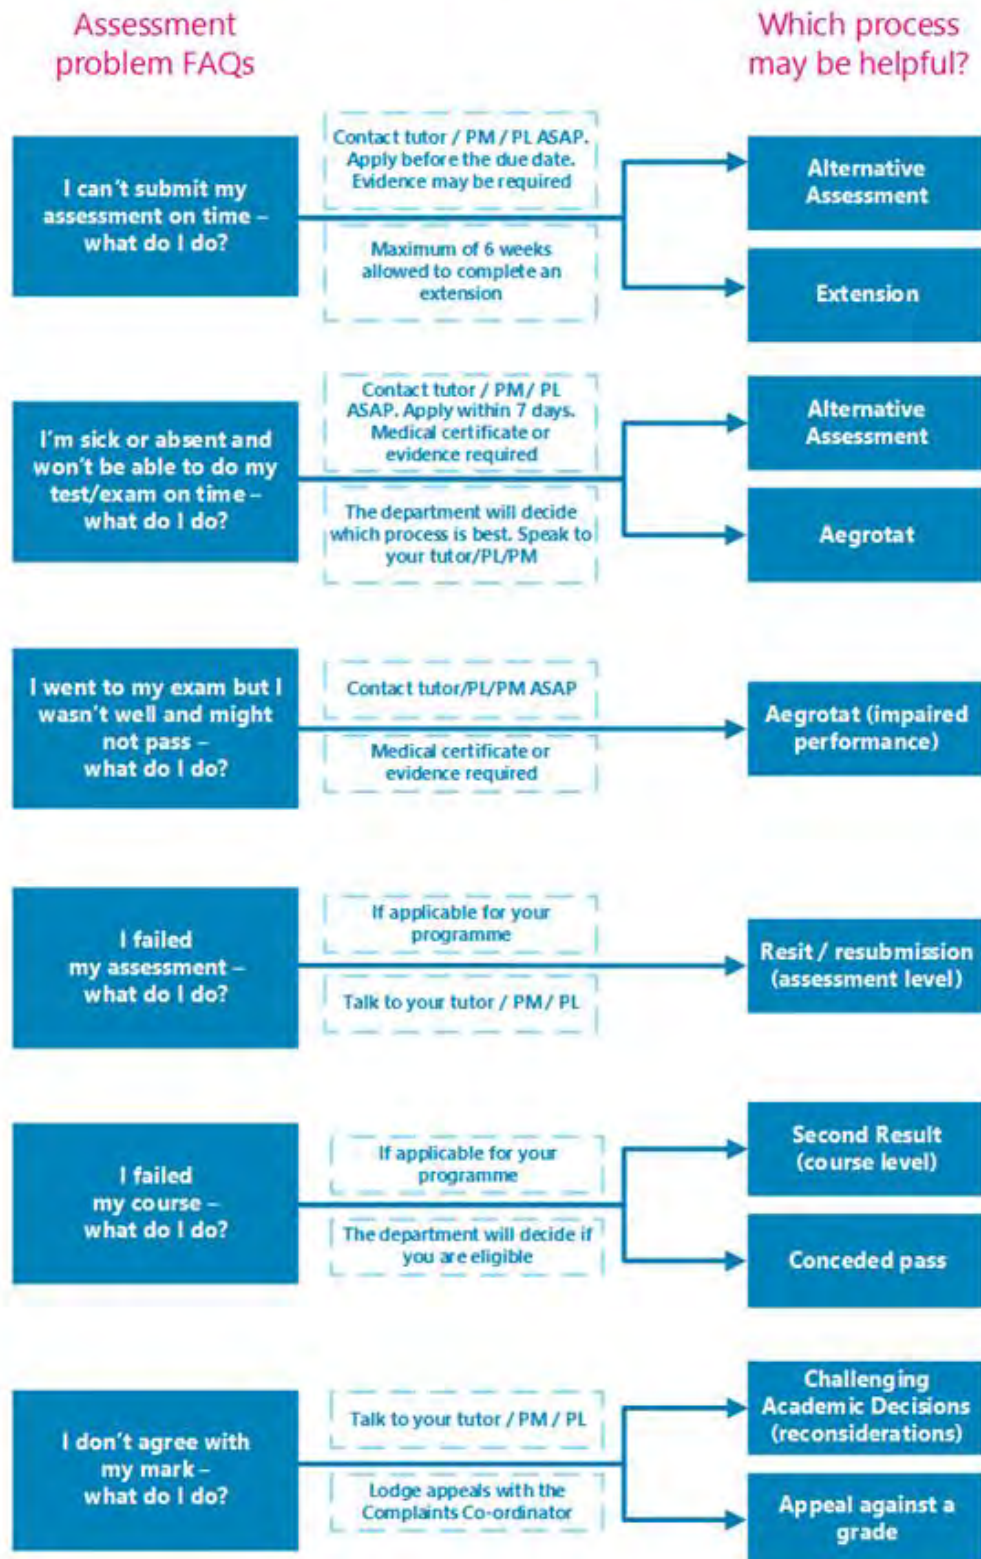 Assessment
problem FAQs
Which process
may be helpful?
I can't submit my
assessment on time –
what do I do?
Contact tutor / PM / PL ASAP.
Apply before the due date.
Evidence may be required
Maximum of 6 weeks
allowed to complete an
extension
Alternative
Assessment
Extension
I'm sick or absent and
won't be able to do my
test/exam on time –
what do I do?
Contact tutor / PM / PL
ASAP. Apply within 7 days.
Medical certificate or
evidence required
The department will decide
which process is best. Speak to
your tutor/PL/PM
Alternative
Assessment
Aegrotat
I went to my exam but I
wasn't well and might
not pass –
what do I do?
Contact tutor/PL/PM ASAP
Medical certificate or
evidence required
Aegrotat (impaired
performance)
I failed
my assessment –
what do I do?
If applicable for your
programme
Talk to your tutor / PM / PL
Resit / resubmission
(assessment level)
I failed
my course –
what do I do?
If applicable for your
programme
The department will decide if
you are eligible
Second Result
(course level)
Conceded pass
I don't agree with
my mark –
what do I do?
Talk to your tutor / PM / PL
Lodge appeals with the
Complaints Co-ordinator
Challenging
Academic Decisions
(reconsiderations)
Appeal against a
grade